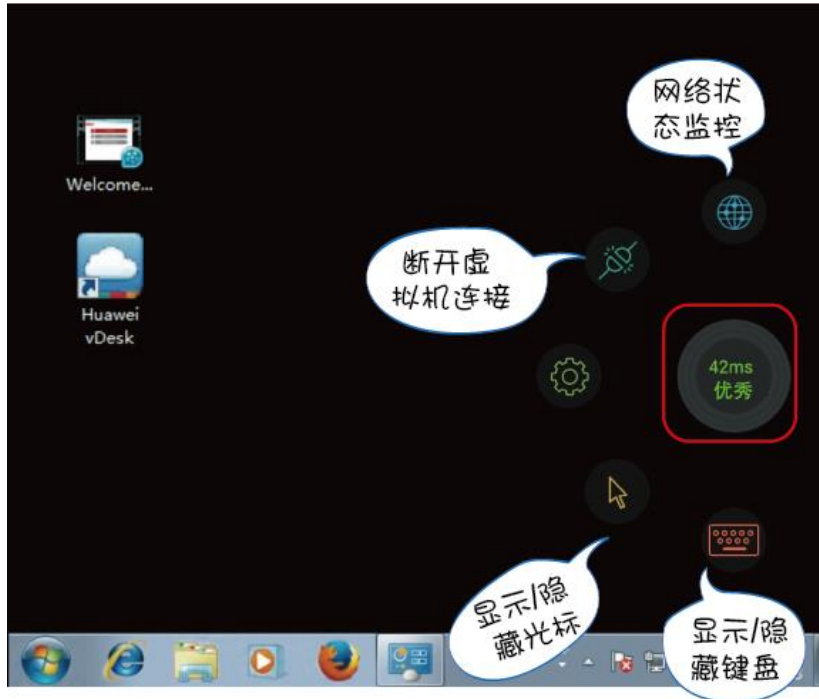 网络状
态监控
Welcome...
断开虚
拟机连接
Huawei
vDesk
42ms
优秀
显示/隐
藏光标
显示/隐
藏键盘